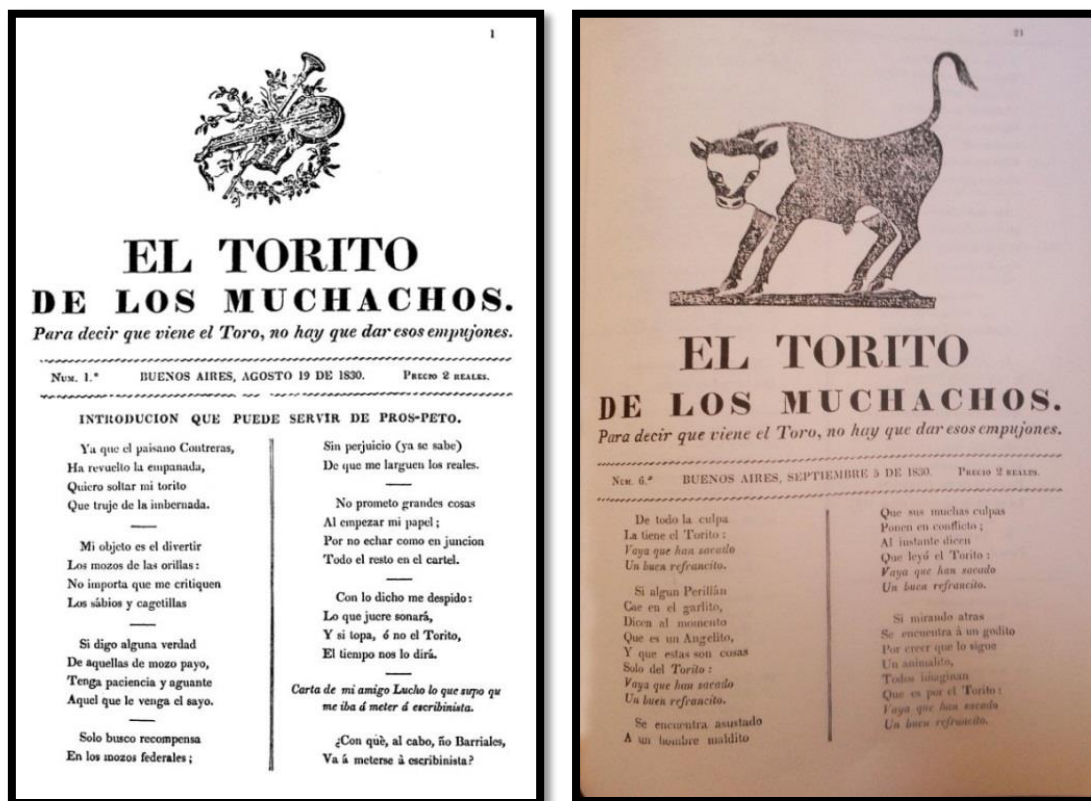 1
EL TORITO
DE LOS MUCHACHOS.
Para decir que viene el Toro, no hay que dar esos empujones.
Num. 1.º BUENOS AIRES, AGOSTO 19 DE 1830. Precio 2 reales.
INTRODUCION QUE PUEDE SERVIR DE PROS-PETO.
Ya que el paisano Contreras,
Ha revuelto la empanada,
Quiero soltar mi torito
Que truje de la imbernada.
Mi objeto es el divertir
Los mozos de las orillas:
No importa que me critiquen
Los sábios y cagetillas
Si digo alguna verdad
De aquellas de mozo payo,
Tenga paciencia y aguante
Aquel que le venga el sayo.
Solo busco recompensa
En los mozos federales;
Sin perjuicio (ya se sabe)
De que me larguen los reales.
No prometo grandes cosas
Al empezar mi papel;
Por no echar como en juncion
Todo el resto en el cartel.
Con lo dicho me despido:
Lo que jucre sonará,
Y si topa, ó no el Torito,
El tiempo nos lo dirá.
Carta de mi amigo Lucho lo que supo qu
me iba á meter á escribinista.
¿Con què, al cabo, ño Barriales,
Va á meterse à escribinista?
21
EL TORITO
DE LOS MUCHACHOS.
Para decir que viene el Toro, no hay que dar esos empujones.
Num. 6.º BUENOS AIRES, SEPTIEMBRE 5 DE 1830. Precio 2 reales.
De todo la culpa
La tiene el Torito:
Vaya que han sacado
Un buen refrancito.
Si algun Perillán
Cae en el garlito,
Dicen al momento
Que es un Angelito,
Y que estas son cosas
Solo del Torito:
Vaya que han sacado
Un buen refrancito.
Se encuentra asustado
A un hombre maldito
Que sus muchas culpas
Ponen en conflicto;
Al instante dicen
Que leyó el Torito:
Vaya que han sacado
Un buen refrancito.
Si mirando atras
Se encuentra à un godito
Por creer que lo sigue
Un animalito,
Todos imaginan
Que es por el Torito:
Vaya que han sacado
Un buen refrancito.